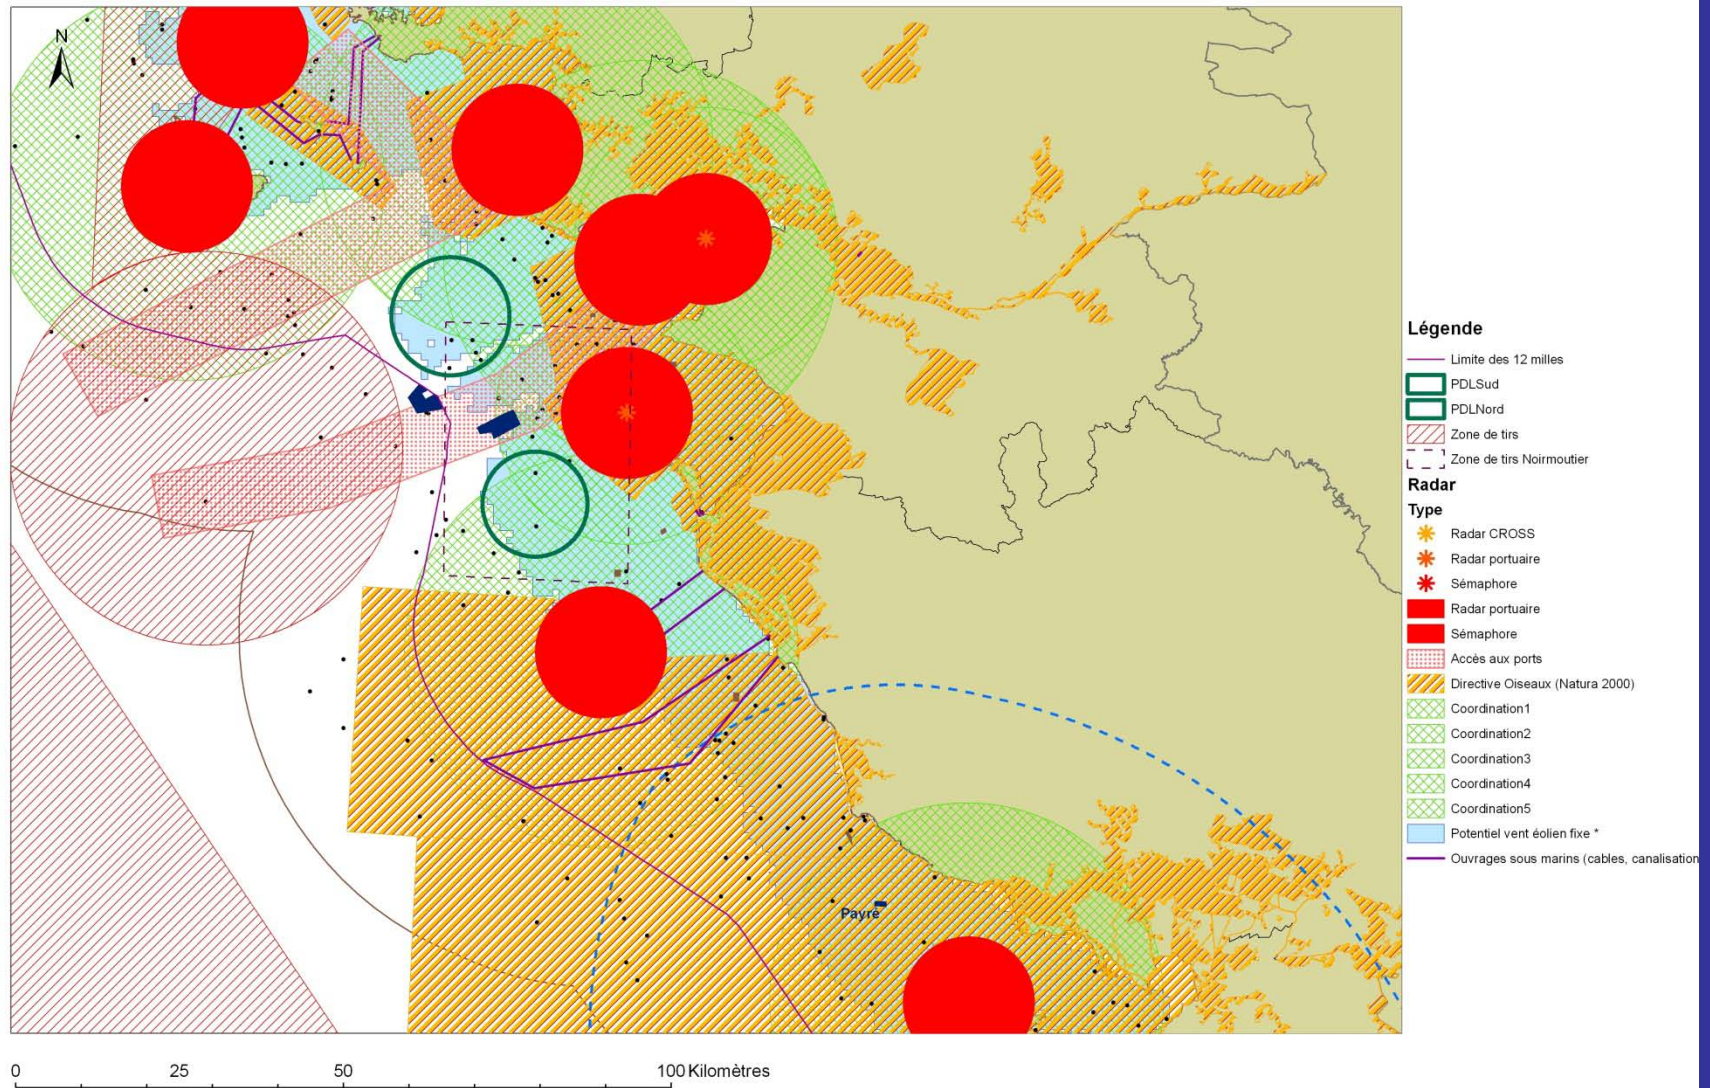 N
Payré
Légende
Limite des 12 milles
PDLSud
PDLNord
Zone de tirs
Zone de tirs Noirmoutier
Radar
Type
Radar CROSS
Radar portuaire
Sémaphore
Radar portuaire
Sémaphore
Accès aux ports
Directive Oiseaux (Natura 2000)
Coordination1
Coordination2
Coordination3
Coordination4
Coordination5
Potentiel vent éolien fixe *
Ouvrages sous marins (cables, canalisation
0 25 50 100 Kilomètres